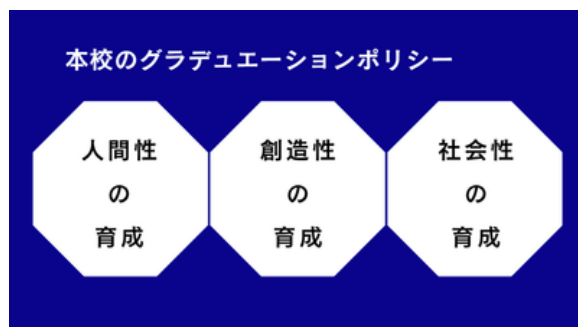 本校のグラデュエーションポリシー
人間性
の
育成
創造性
の
育成
社会性
の
育成